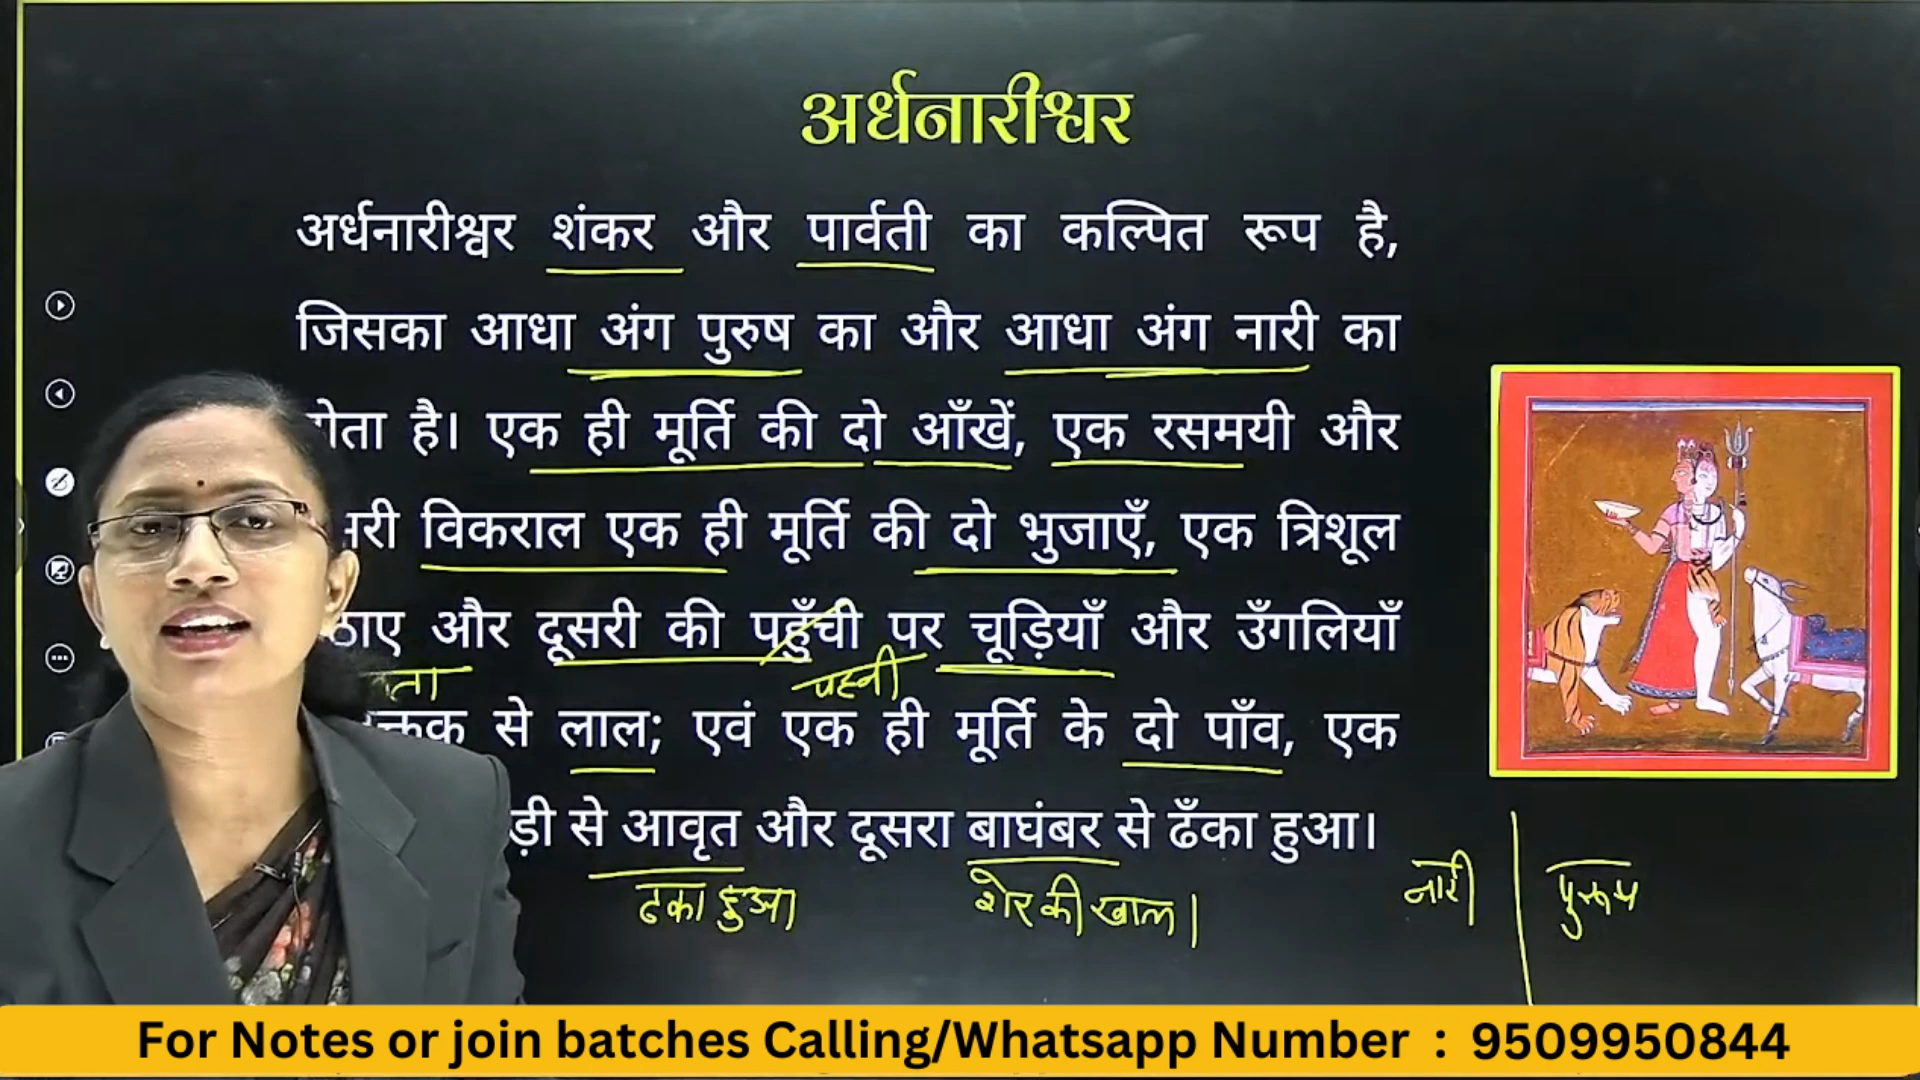 अर्धनारीश्वर
अर्धनारीश्वर शंकर और पार्वती का कल्पित रूप है,
जिसका आधा अंग पुरुष का और आधा अंग नारी का
है। एक ही मूर्ति की दो आँखें, एक रसमयी और
विकराल एक ही मूर्ति की दो भुजाएँ, एक त्रिशूल
और दूसरी की पहुँची पर चूड़ियाँ और उँगलियाँ
से लाल; एवं एक ही मूर्ति के दो पाँव, एक
से आवृत और दूसरा बाघंबर से ढँका हुआ।
ढका हुआ शेर की खाल।
नारी पुरुष
For Notes or join batches Calling/Whatsapp Number : 9509950844